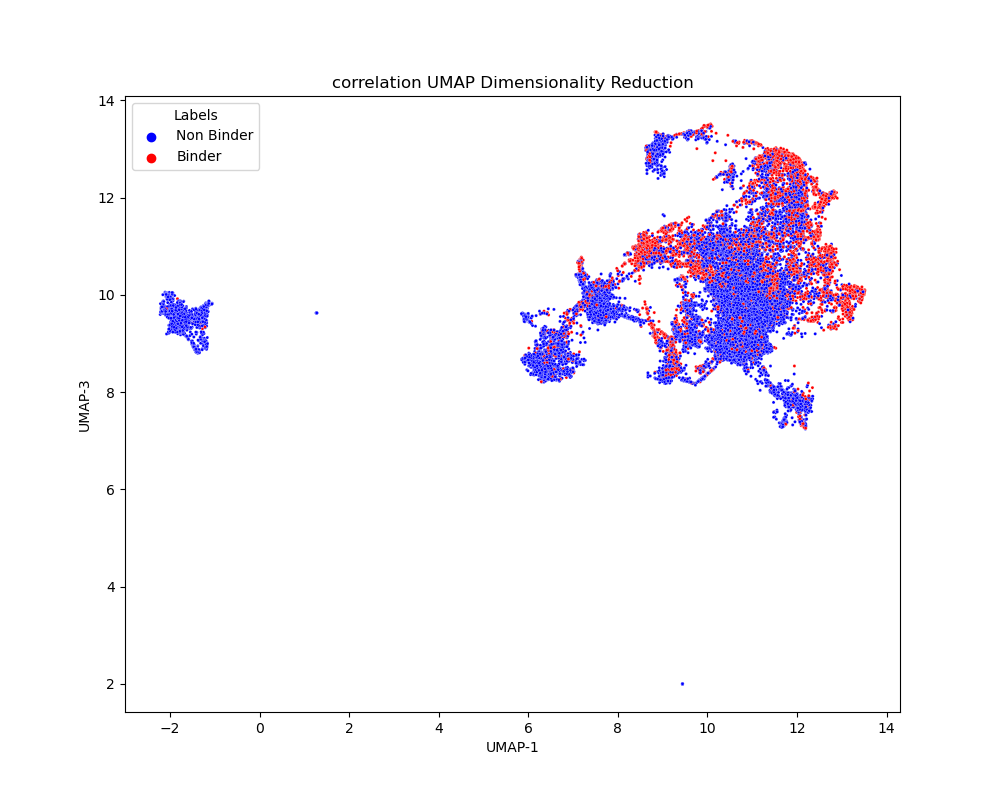 correlation UMAP Dimensionality Reduction
Labels
Non Binder
Binder
14
12
10
8
6
4
2
UMAP-3
−2
0
2
4
6
8
10
12
14
UMAP-1